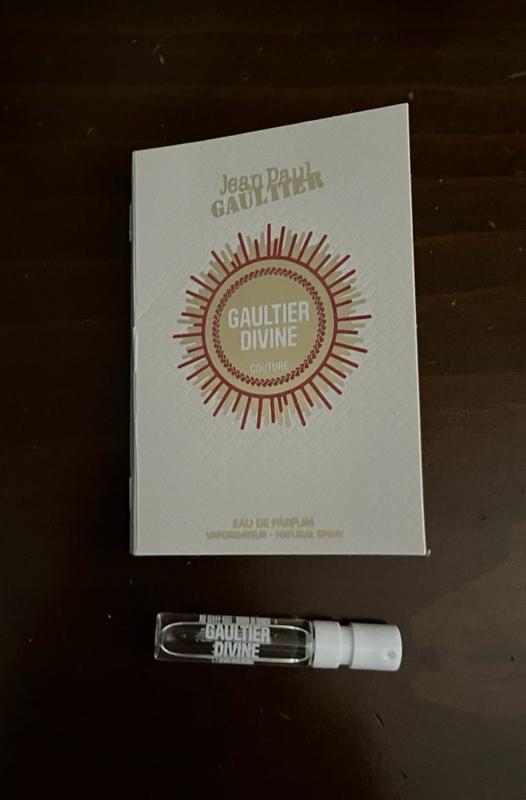 Jean Paul
GAULTIER
GAULTIER
DIVINE
COUTURE
EAU DE PARFUM
VAPORISATEUR - NATURAL SPRAY
GAULTIER
DIVINE